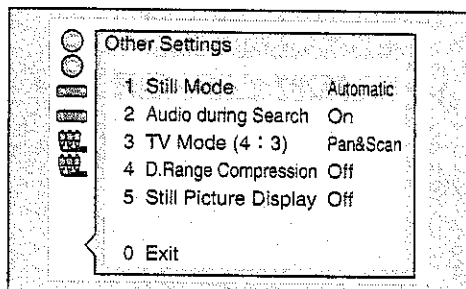 Other Settings
1 Still Mode Automatic
2 Audio during Search On
3 TV Mode (4 : 3) Pan&Scan
4 D.Range Compression Off
5 Still Picture Display Off
0 Exit